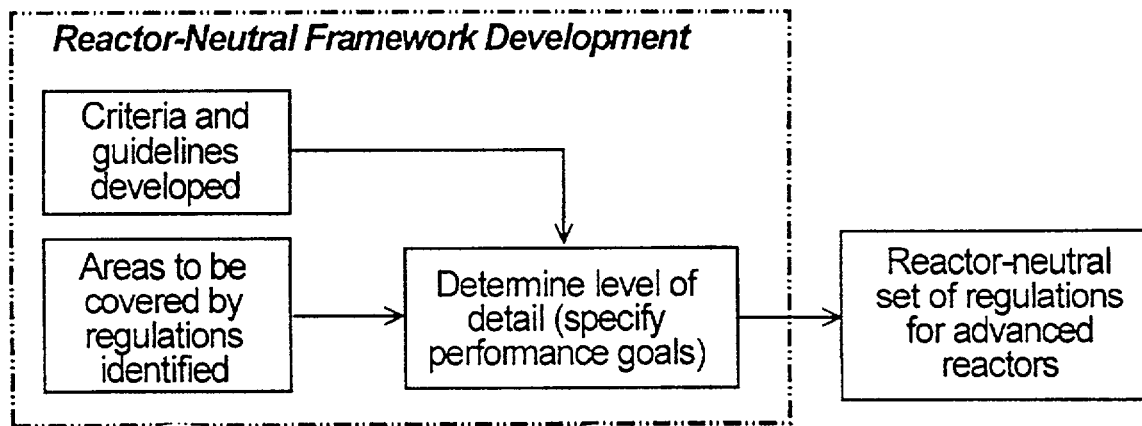 Reactor-Neutral Framework Development
Criteria and
guidelines
developed
Areas to be
covered by
regulations
identified
Determine level of
detail (specify
performance goals)
Reactor-neutral
set of regulations
for advanced
reactors